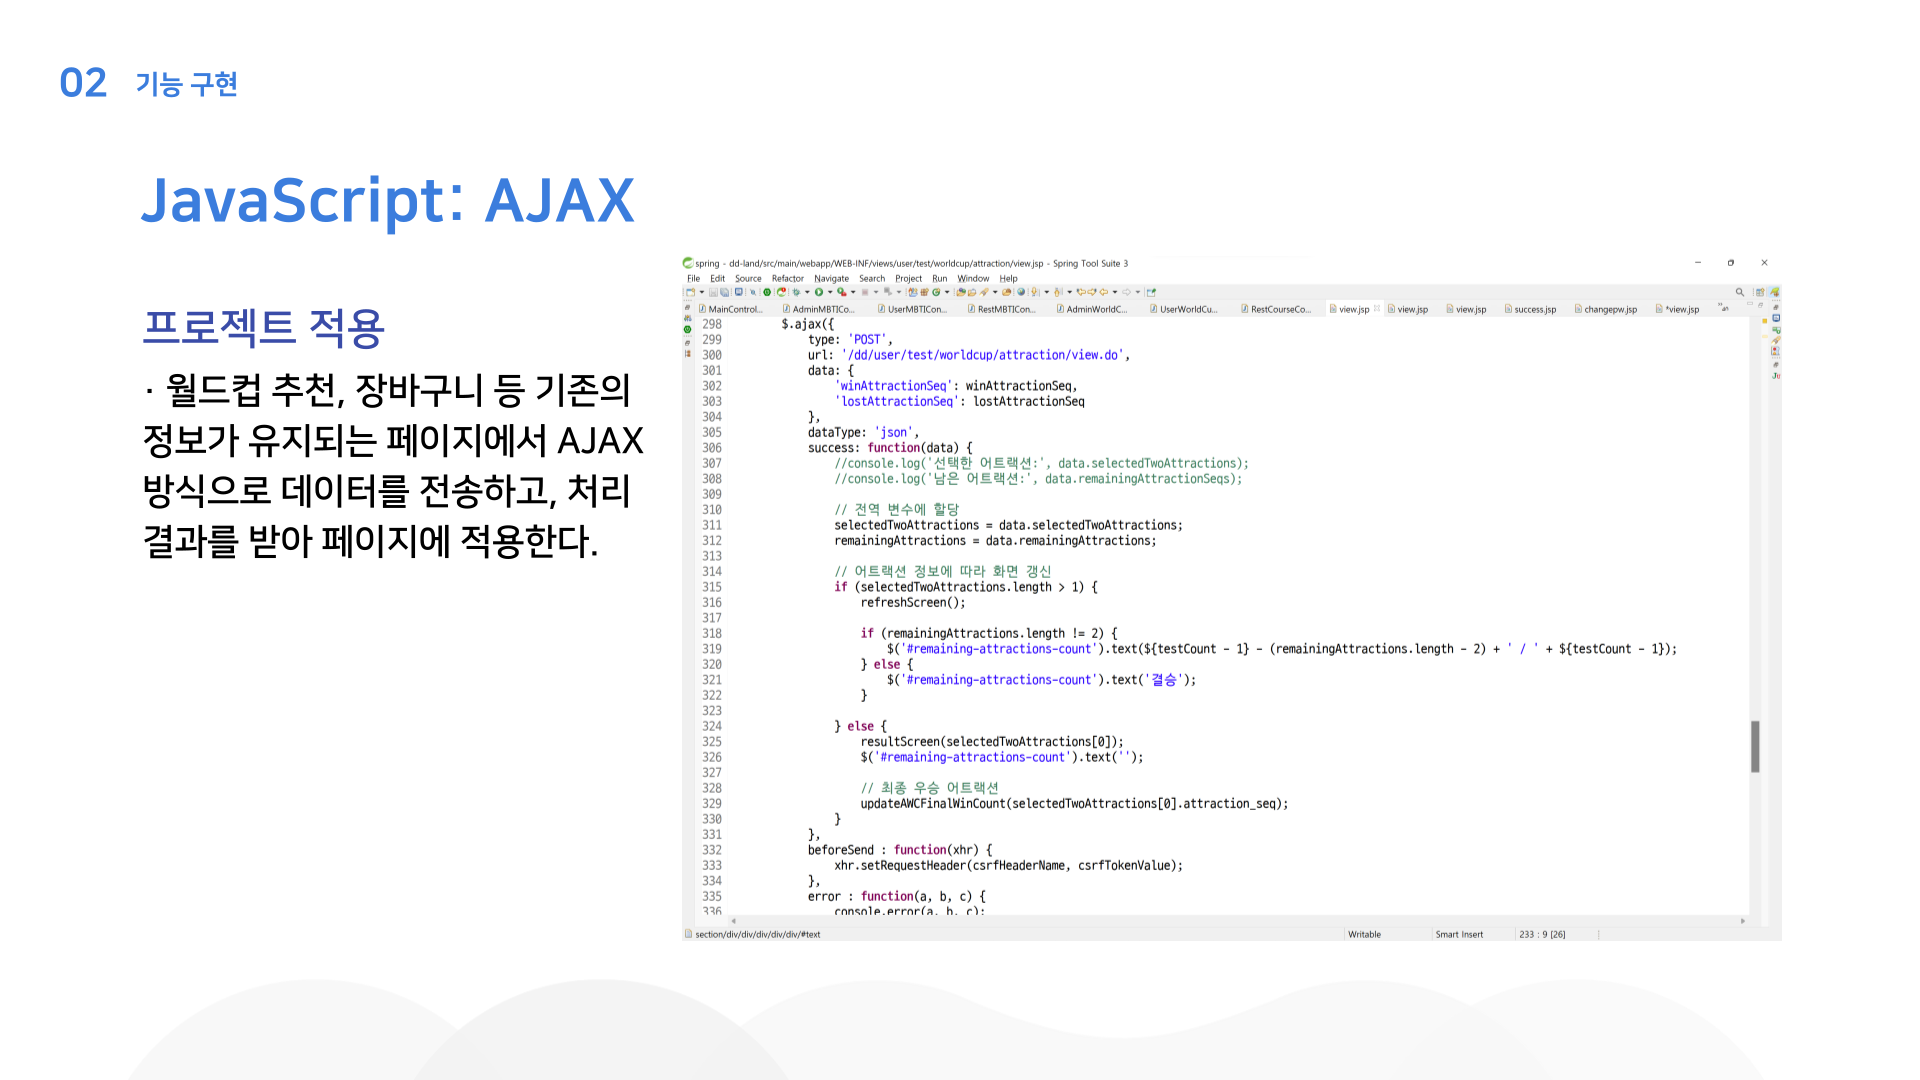 02 기능 구현
JavaScript: AJAX
프로젝트 적용
· 월드컵 추천, 장바구니 등 기존의
정보가 유지되는 페이지에서 AJAX
방식으로 데이터를 전송하고, 처리
결과를 받아 페이지에 적용한다.
spring - dd-land/src/main/webapp/WEB-INF/views/user/test/worldcup/attraction/view.jsp - Spring Tool Suite 3
File Edit Source Refactor Navigate Search Project Run Window Help
MainControl... AdminMBTICo... UserMBTICon... RestMBTICon... AdminWorldC... UserWorldCu... RestCourseCo... view.jsp view.jsp view.jsp success.jsp changepw.jsp *view.jsp
298 $.ajax({
299 type: 'POST',
300 url: '/dd/user/test/worldcup/attraction/view.do',
301 data: {
302 'winAttractionSeq': winAttractionSeq,
303 'lostAttractionSeq': lostAttractionSeq
304 },
305 dataType: 'json',
306 success: function(data) {
307 //console.log('선택한 어트랙션:', data.selectedTwoAttractions);
308 //console.log('남은 어트랙션:', data.remainingAttractionSeqs);
309
310 // 전역 변수에 할당
311 selectedTwoAttractions = data.selectedTwoAttractions;
312 remainingAttractions = data.remainingAttractions;
313
314 // 어트랙션 정보에 따라 화면 갱신
315 if (selectedTwoAttractions.length > 1) {
316 refreshScreen();
317
318 if (remainingAttractions.length != 2) {
319 $('#remaining-attractions-count').text(${testCount - 1} - (remainingAttractions.length - 2) + ' / ' + ${testCount - 1});
320 } else {
321 $('#remaining-attractions-count').text('결승');
322 }
323
324 } else {
325 resultScreen(selectedTwoAttractions[0]);
326 $('#remaining-attractions-count').text('');
327
328 // 최종 우승 어트랙션
329 updateAWCFinalWinCount(selectedTwoAttractions[0].attraction_seq);
330 }
331 },
332 beforeSend : function(xhr) {
333 xhr.setRequestHeader(csrfHeaderName, csrfTokenValue);
334 },
335 error : function(a, b, c) {
336 console.error(a, b, c);
section/div/div/div/div/div/#text Writable Smart Insert 233 : 9 [26]